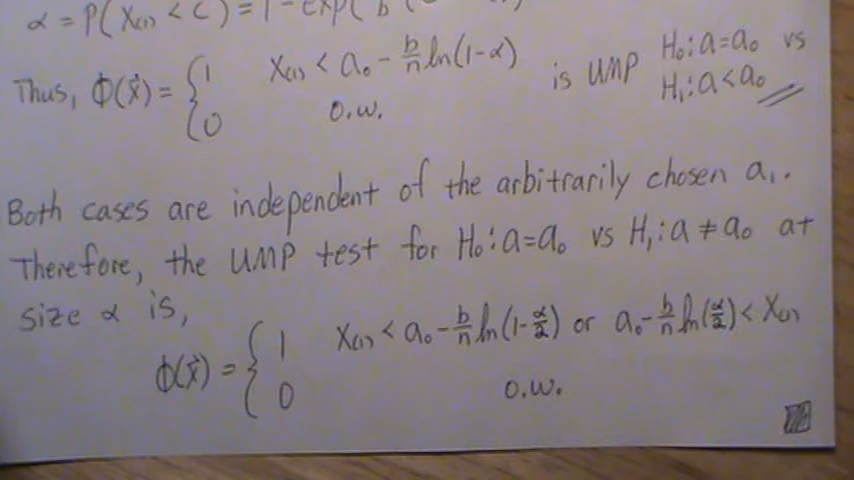 α = P(X₍₁₎ < C) = 1 - exp( b (
Thus, Φ(x⃗) = { 1 X₍₁₎ < a₀ - b/n ln(1-α) is UMP H₀: a=a₀ vs
0 o.w. H₁: a<a₀
Both cases are independent of the arbitrarily chosen a₁.
Therefore, the UMP test for H₀: a=a₀ vs H₁: a ≠ a₀ at
size α is,
Φ(x⃗) = { 1 X₍₁₎ < a₀ - b/n ln(1-α/2) or a₀ - b/n ln(α/2) < X₍₁₎
0 o.w.